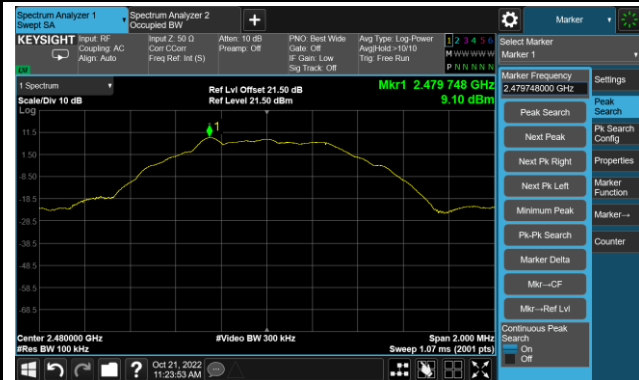 Spectrum Analyzer 1
Swept SA
Spectrum Analyzer 2
Occupied BW
Marker
KEYSIGHT
Input: RF
Coupling: AC
Align: Auto
Input Z: 50 Ω
Corr CCorr
Freq Ref: Int (S)
Atten: 10 dB
Preamp: Off
PNO: Best Wide
Gate: Off
IF Gain: Low
Sig Track: Off
Avg Type: Log-Power
Avg|Hold:>10/10
Trig: Free Run
1 2 3 4 5 6
M W W W W W
P N N N N N
LXI
Select Marker
Marker 1
1 Spectrum
Scale/Div 10 dB
Ref Lvl Offset 21.50 dB
Ref Level 21.50 dBm
Mkr1 2.479 748 GHz
9.10 dBm
Log
11.5
1.50
-8.50
-18.5
-28.5
-38.5
-48.5
-58.5
-68.5
1
Center 2.480000 GHz
#Res BW 100 kHz
#Video BW 300 kHz
Span 2.000 MHz
Sweep 1.07 ms (2001 pts)
Marker Frequency
2.479748000 GHz
Peak Search
Next Peak
Next Pk Right
Next Pk Left
Minimum Peak
Pk-Pk Search
Marker Delta
Mkr→CF
Mkr→Ref Lvl
Continuous Peak
Search
On
Off
Settings
Peak
Search
Pk Search
Config
Properties
Marker
Function
Marker→
Counter
?
Oct 21, 2022
11:23:53 AM